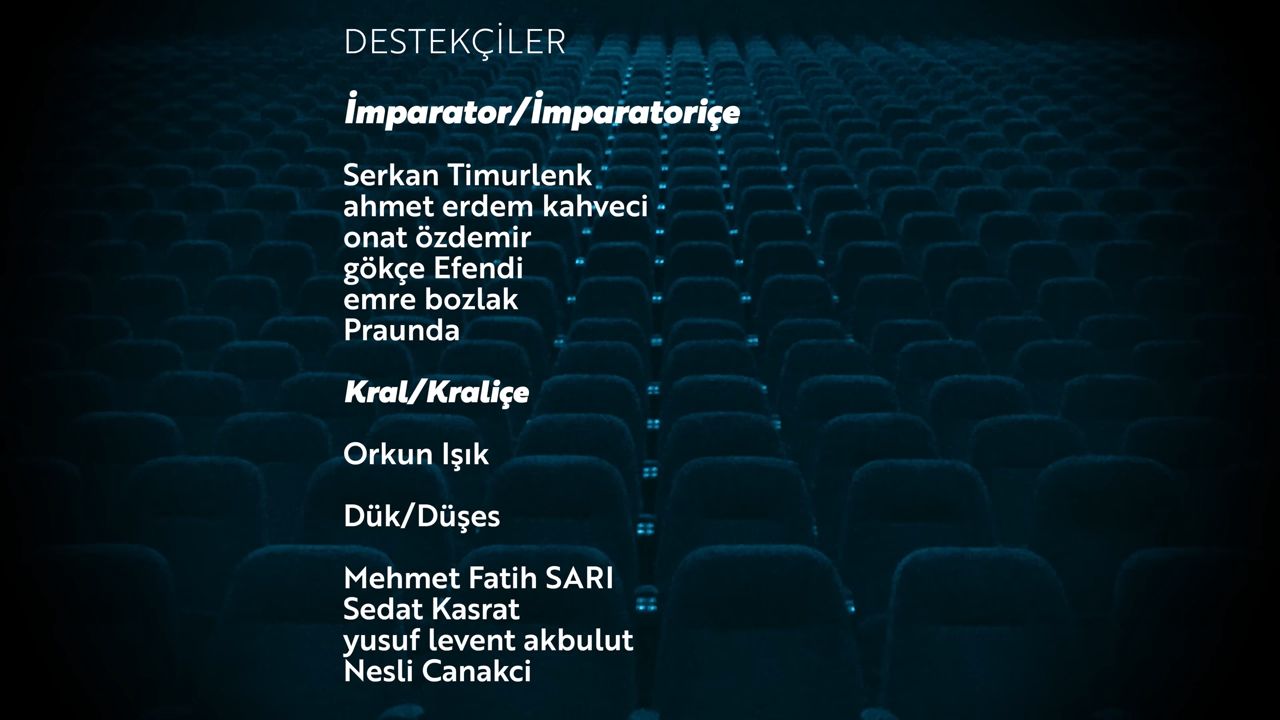 DESTEKÇİLER
İmparator/İmparatoriçe
Serkan Timurlenk
ahmet erdem kahveci
onat özdemir
gökçe Efendi
emre bozlak
Praunda
Kral/Kraliçe
Orkun Işık
Dük/Düşes
Mehmet Fatih SARI
Sedat Kasrat
yusuf levent akbulut
Nesli Canakci